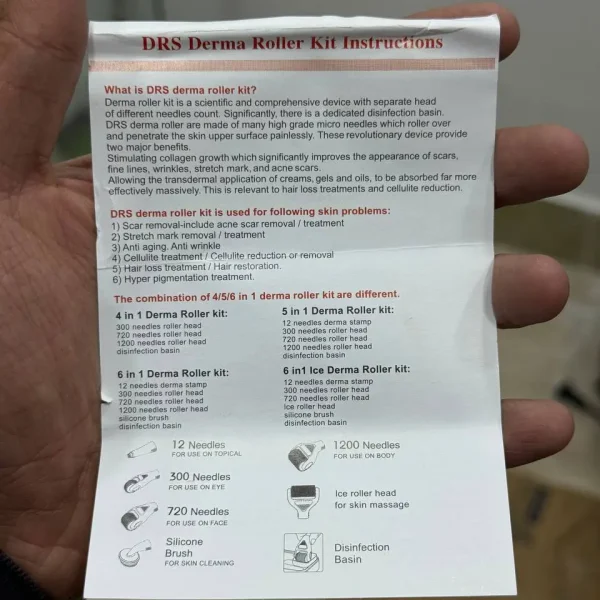 DRS Derma Roller Kit Instructions
What is DRS derma roller kit?
Derma roller kit is a scientific and comprehensive device with separate head
of different needles count. Significantly, there is a dedicated disinfection basin.
DRS derma roller are made of many high grade micro needles which roller over
and penetrate the skin upper surface painlessly. These revolutionary device provide
two major benefits.
Stimulating collagen growth which significantly improves the appearance of scars,
fine lines, wrinkles, stretch mark, and acne scars.
Allowing the transdermal application of creams, gels and oils, to be absorbed far more
effectively massively. This is relevant to hair loss treatments and cellulite reduction.
DRS derma roller kit is used for following skin problems:
1) Scar removal-include acne scar removal / treatment
2) Stretch mark removal / treatment
3) Anti aging. Anti wrinkle
4) Cellulite treatment / Cellulite reduction or removal
5) Hair loss treatment / Hair restoration.
6) Hyper pigmentation treatment.
The combination of 4/5/6 in 1 derma roller kit are different.
4 in 1 Derma Roller kit:
300 needles roller head
720 needles roller head
1200 needles roller head
disinfection basin
5 in 1 Derma Roller kit:
12 needles derma stamp
300 needles roller head
720 needles roller head
1200 needles roller head
disinfection basin
6 in 1 Derma Roller kit:
12 needles derma stamp
300 needles roller head
720 needles roller head
1200 needles roller head
silicone brush
disinfection basin
6 in1 Ice Derma Roller kit:
12 needles derma stamp
300 needles roller head
720 needles roller head
Ice roller head
silicone brush
disinfection basin
12 Needles
FOR USE ON TOPICAL
300 Needles
FOR USE ON EYE
720 Needles
FOR USE ON FACE
Silicone
Brush
FOR SKIN CLEANING
1200 Needles
FOR USE ON BODY
Ice roller head
for skin massage
Disinfection
Basin